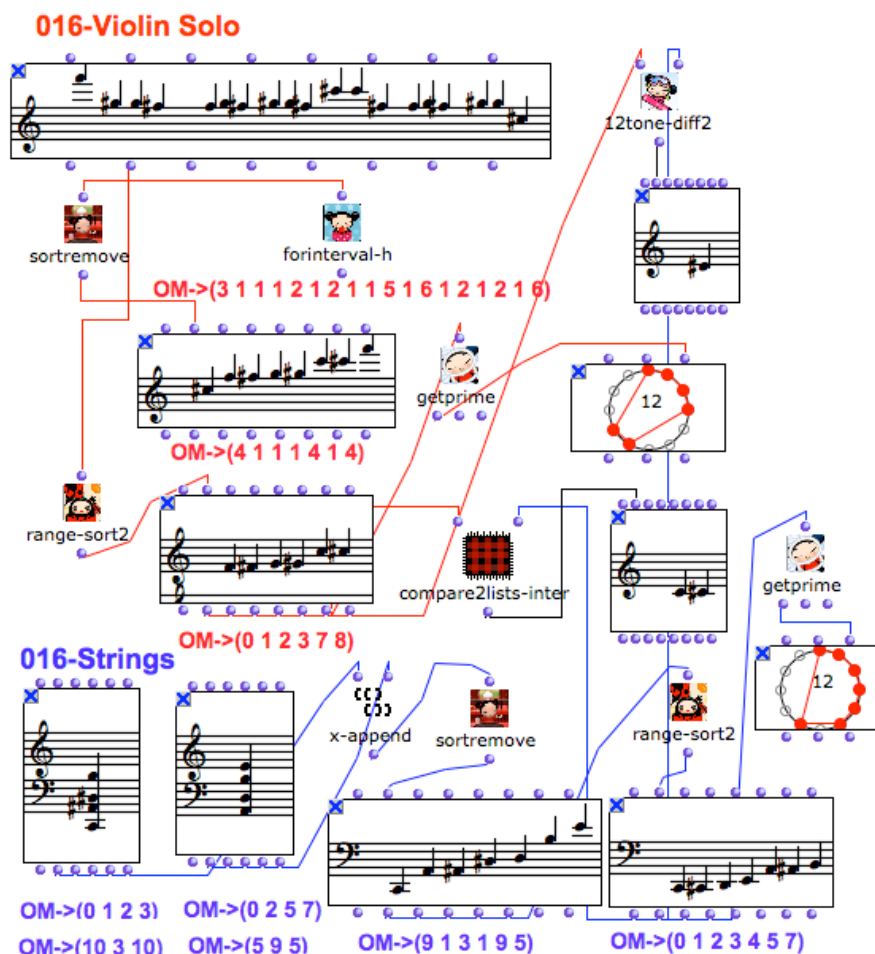 016-Violin Solo
12tone-diff2
sortremove
forinterval-h
OM->(3 1 1 1 2 1 2 1 1 5 1 6 1 2 1 2 1 6)
getprime
12
OM->(4 1 1 1 4 1 4)
range-sort2
compare2lists-inter
getprime
OM->(0 1 2 3 7 8)
016-Strings
12
x-append
sortremove
range-sort2
OM->(0 1 2 3)
OM->(0 2 5 7)
OM->(10 3 10)
OM->(5 9 5)
OM->(9 1 3 1 9 5)
OM->(0 1 2 3 4 5 7)